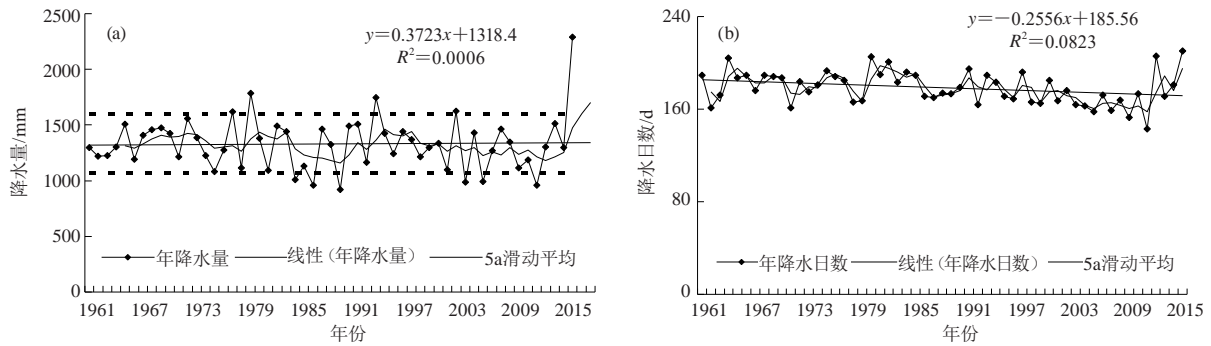 (a)
y=0.3723x+1318.4
R²=0.0006
降水量/mm
2500
2000
1500
1000
500
0
年降水量
线性(年降水量)
5a滑动平均
1961 1967 1973 1979 1985 1991 1997 2003 2009 2015
年份
(b)
y=−0.2556x+185.56
R²=0.0823
降水日数/d
240
160
80
0
年降水日数
线性(年降水日数)
5a滑动平均
1961 1967 1973 1979 1985 1991 1997 2003 2009 2015
年份